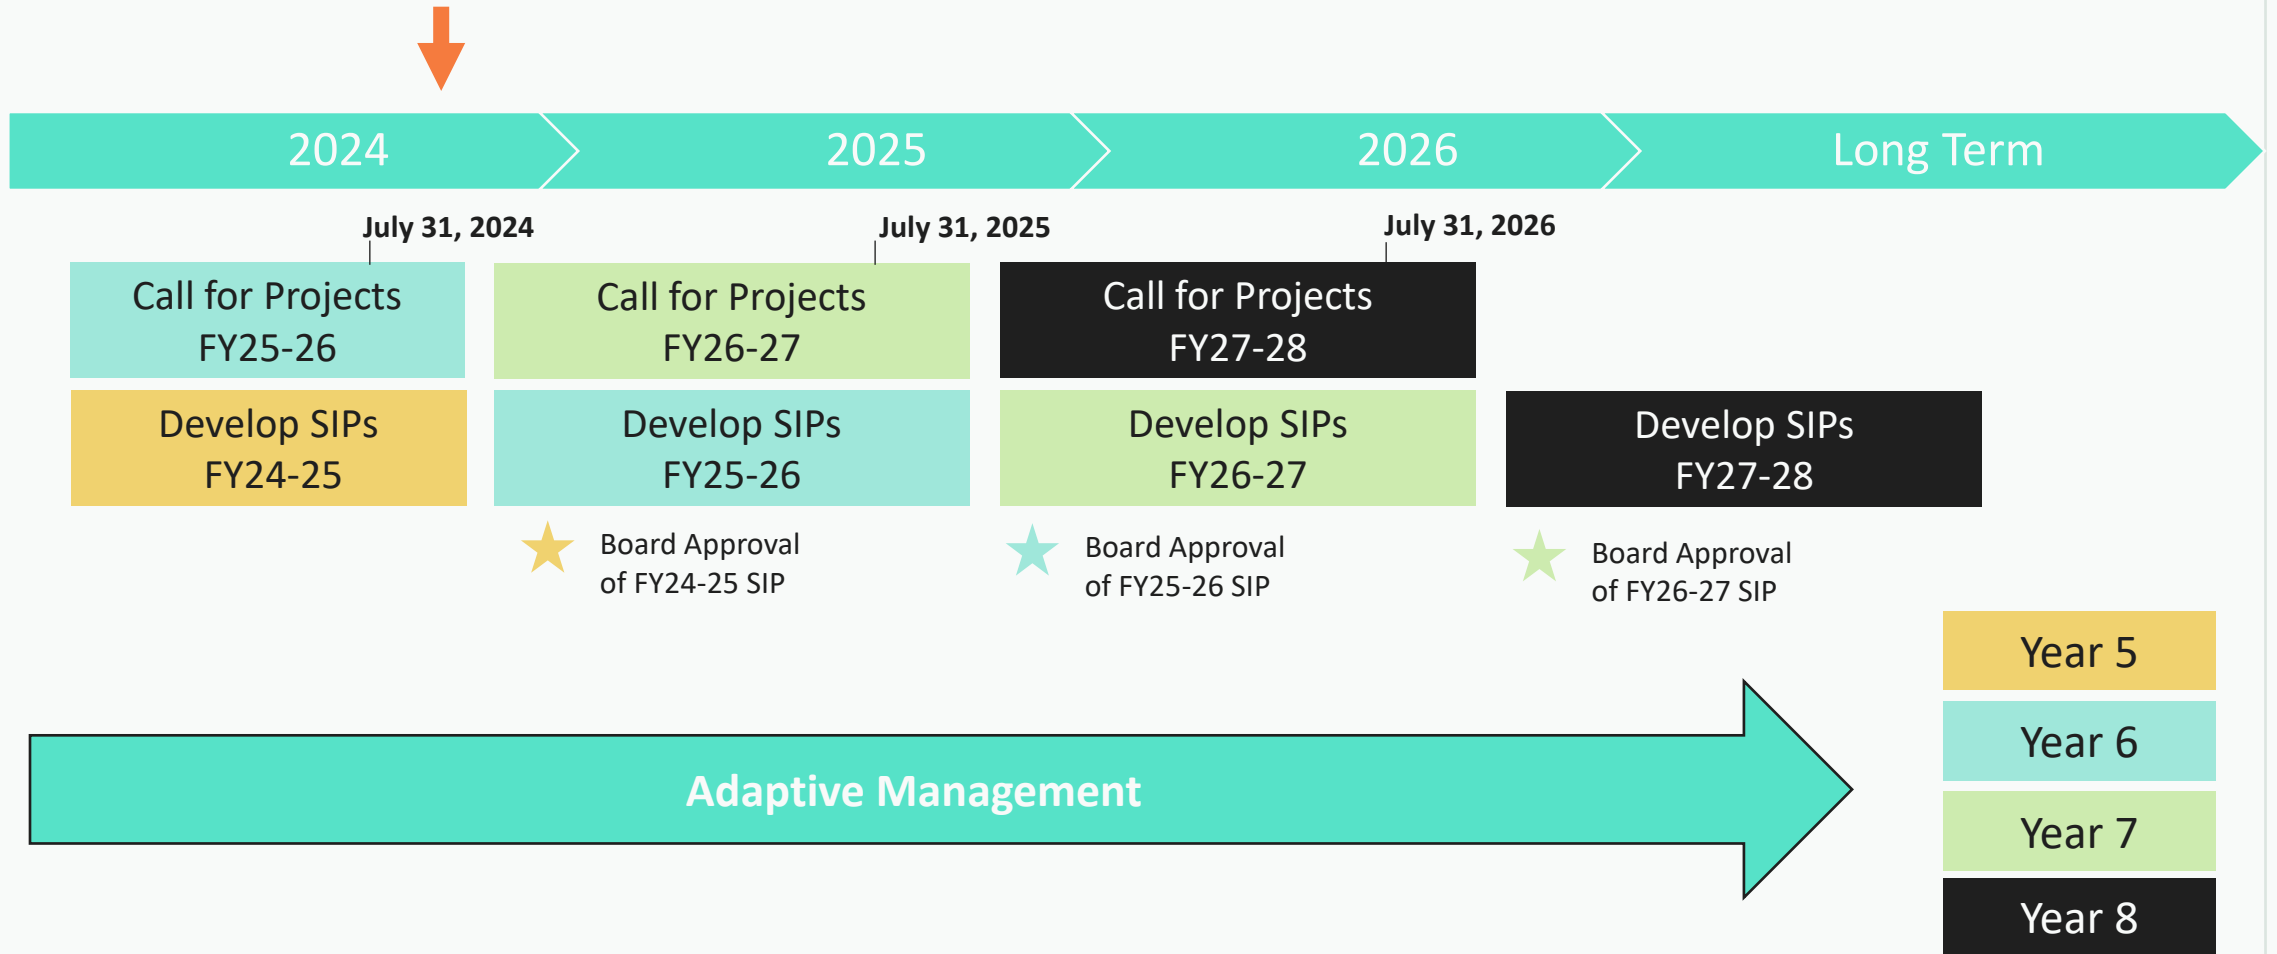 2024
2025
2026
Long Term
July 31, 2024
July 31, 2025
July 31, 2026
Call for Projects
FY25-26
Call for Projects
FY26-27
Call for Projects
FY27-28
Develop SIPs
FY24-25
Develop SIPs
FY25-26
Develop SIPs
FY26-27
Develop SIPs
FY27-28
Board Approval
of FY24-25 SIP
Board Approval
of FY25-26 SIP
Board Approval
of FY26-27 SIP
Adaptive Management
Year 5
Year 6
Year 7
Year 8